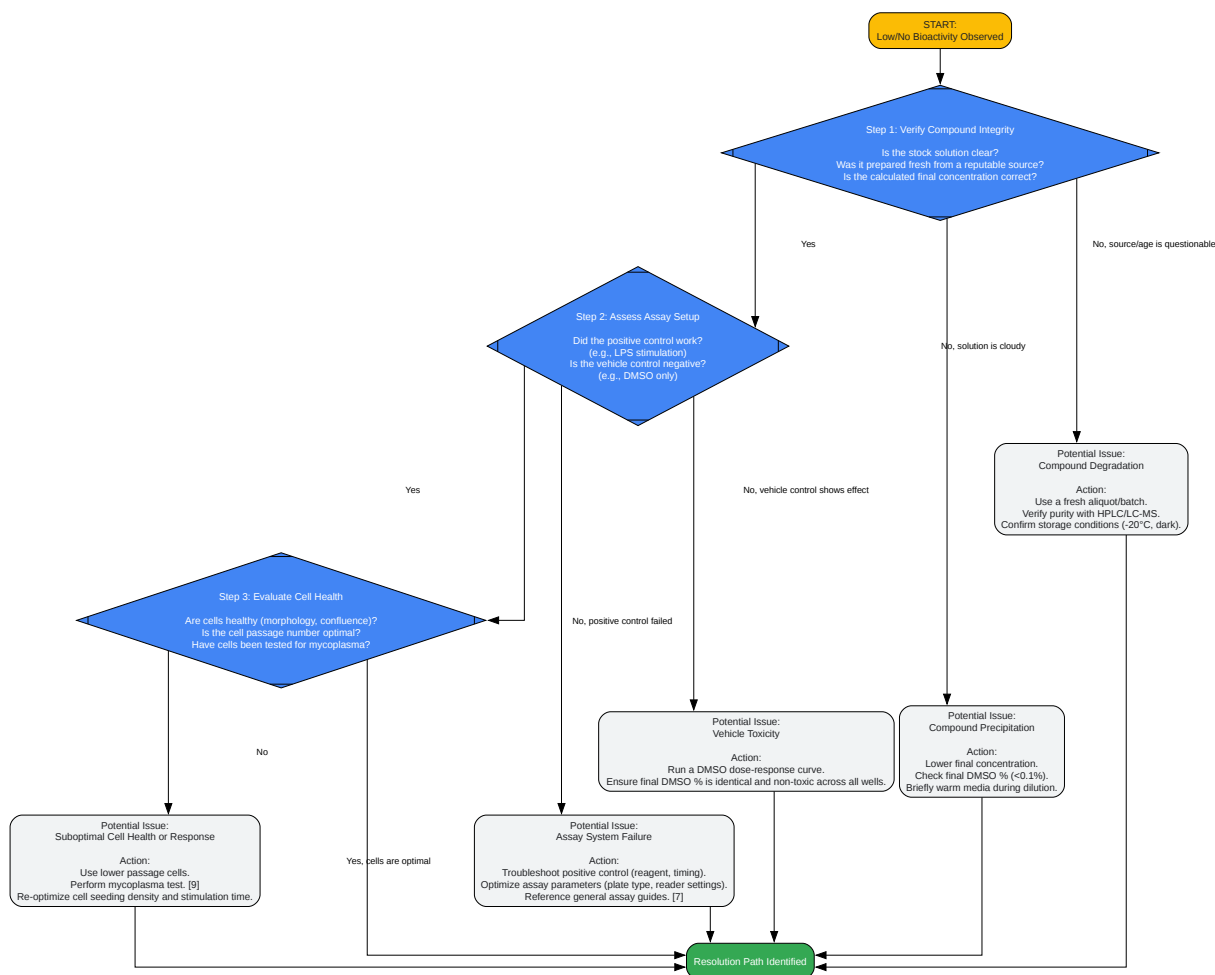 START:
Low/No Bioactivity Observed
Step 1: Verify Compound Integrity
Is the stock solution clear?
Was it prepared fresh from a reputable source?
Is the calculated final concentration correct?
Yes
No, source/age is questionable
Step 2: Assess Assay Setup
Did the positive control work?
(e.g., LPS stimulation)
Is the vehicle control negative?
(e.g., DMSO only)
No, solution is cloudy
Potential Issue:
Compound Degradation
Action:
Use a fresh aliquot/batch.
Verify purity with HPLC/LC-MS.
Confirm storage conditions (-20°C, dark).
Yes
No, vehicle control shows effect
Step 3: Evaluate Cell Health
Are cells healthy (morphology, confluence)?
Is the cell passage number optimal?
Have cells been tested for mycoplasma?
No, positive control failed
Potential Issue:
Vehicle Toxicity
Action:
Run a DMSO dose-response curve.
Ensure final DMSO % is identical and non-toxic across all wells.
Potential Issue:
Compound Precipitation
Action:
Lower final concentration.
Check final DMSO % (<0.1%).
Briefly warm media during dilution.
No
Potential Issue:
Suboptimal Cell Health or Response
Action:
Use lower passage cells.
Perform mycoplasma test. [9]
Re-optimize cell seeding density and stimulation time.
Yes, cells are optimal
Potential Issue:
Assay System Failure
Action:
Troubleshoot positive control (reagent, timing).
Optimize assay parameters (plate type, reader settings).
Reference general assay guides. [7]
Resolution Path Identified